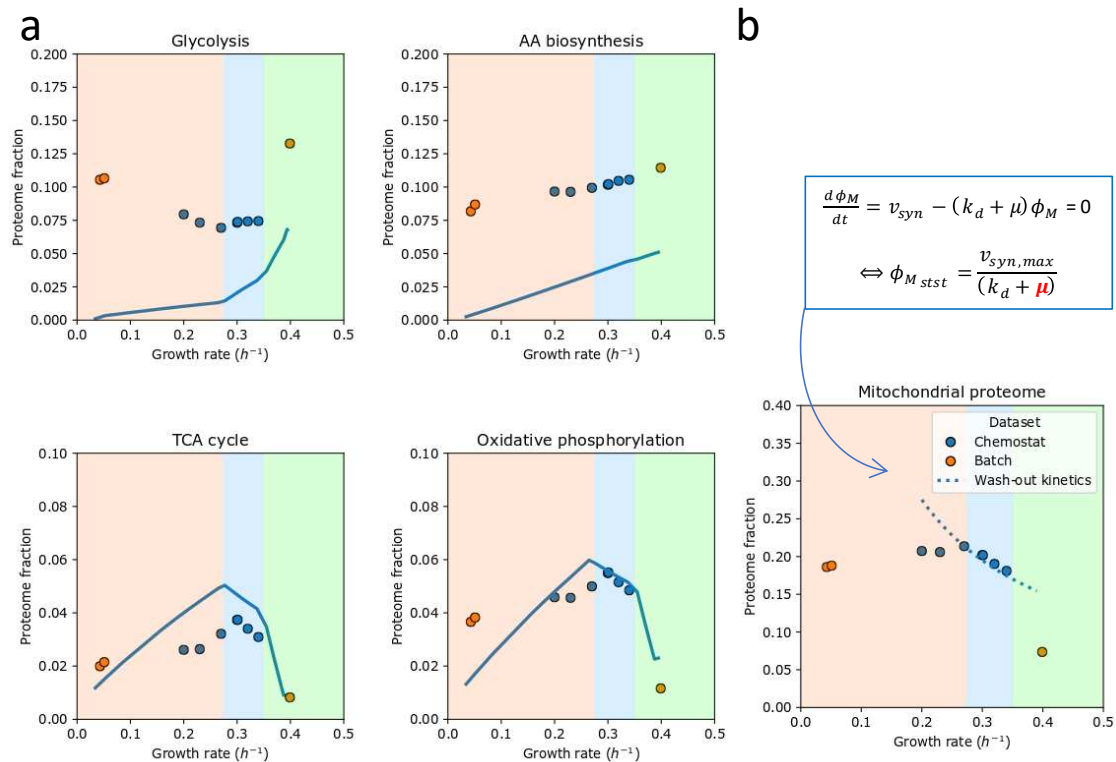 a
b
Glycolysis
0.200
0.175
0.150
0.125
0.100
0.075
0.050
0.025
0.000
Proteome fraction
0.0 0.1 0.2 0.3 0.4 0.5
Growth rate (h⁻¹)
AA biosynthesis
0.200
0.175
0.150
0.125
0.100
0.075
0.050
0.025
0.000
Proteome fraction
0.0 0.1 0.2 0.3 0.4 0.5
Growth rate (h⁻¹)
TCA cycle
0.10
0.08
0.06
0.04
0.02
0.00
Proteome fraction
0.0 0.1 0.2 0.3 0.4 0.5
Growth rate (h⁻¹)
Oxidative phosphorylation
0.10
0.08
0.06
0.04
0.02
0.00
Proteome fraction
0.0 0.1 0.2 0.3 0.4 0.5
Growth rate (h⁻¹)
dϕ_M/dt = v_syn − (k_d + μ) ϕ_M = 0
⇔ ϕ_M stst = v_syn,max/(k_d + μ)
Mitochondrial proteome
0.40
0.35
0.30
0.25
0.20
0.15
0.10
0.05
0.00
Proteome fraction
Dataset
Chemostat
Batch
Wash-out kinetics
0.0 0.1 0.2 0.3 0.4 0.5
Growth rate (h⁻¹)